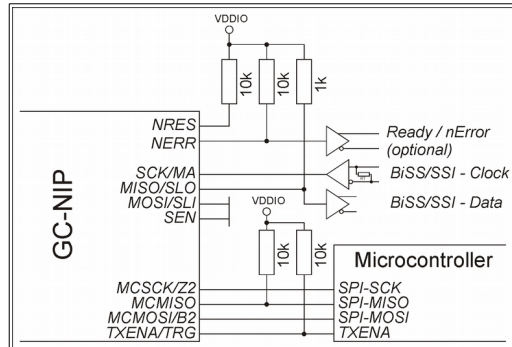 VDDIO
10k
10k
1k
NRES
NERR
Ready / nError
(optional)
SCK/MA
BiSS/SSI - Clock
MISO/SLO
MOSI/SLI
VDDIO
BiSS/SSI - Data
SEN
GC-NIP
10k
10k
Microcontroller
MCSCK/Z2
SPI-SCK
MCMISO
SPI-MISO
MCMOSI/B2
SPI-MOSI
TXENA/TRG
TXENA